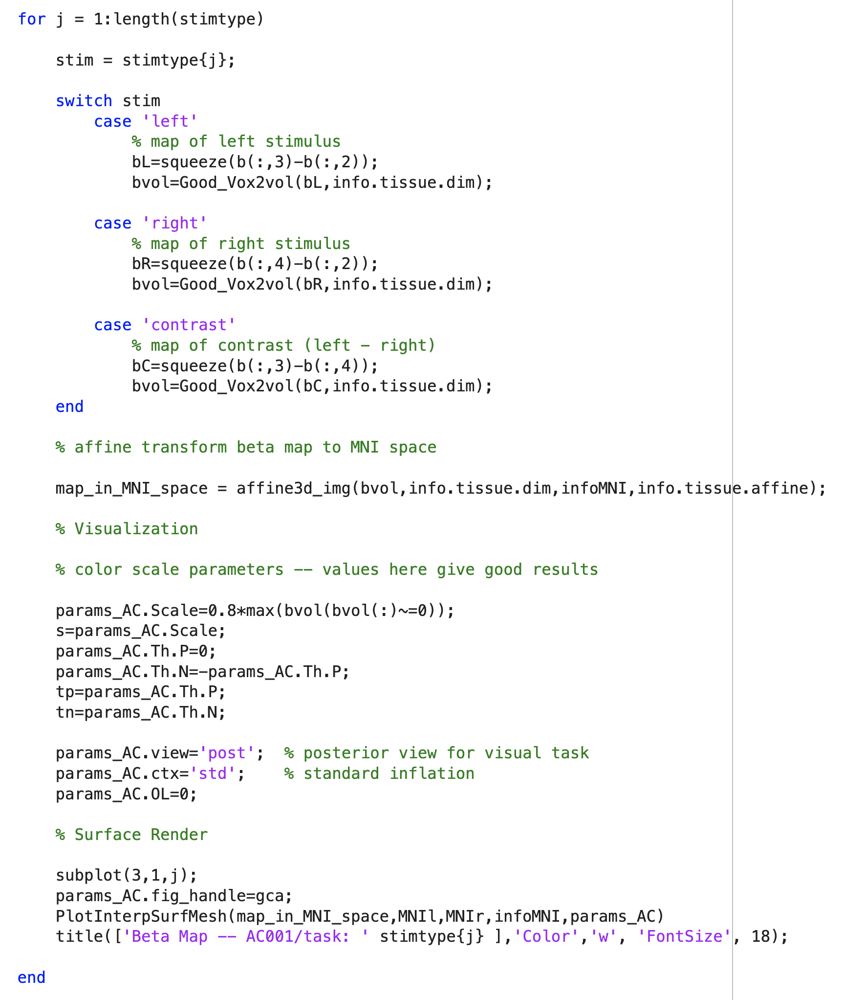 for j = 1:length(stimtype)
stim = stimtype{j};
switch stim
case 'left'
% map of left stimulus
bL=squeeze(b(:,3)-b(:,2));
bvol=Good_Vox2vol(bL,info.tissue.dim);
case 'right'
% map of right stimulus
bR=squeeze(b(:,4)-b(:,2));
bvol=Good_Vox2vol(bR,info.tissue.dim);
case 'contrast'
% map of contrast (left - right)
bC=squeeze(b(:,3)-b(:,4));
bvol=Good_Vox2vol(bC,info.tissue.dim);
end
% affine transform beta map to MNI space
map_in_MNI_space = affine3d_img(bvol,info.tissue.dim,infoMNI,info.tissue.affine);
% Visualization
% color scale parameters -- values here give good results
params_AC.Scale=0.8*max(bvol(bvol(:)~=0));
s=params_AC.Scale;
params_AC.Th.P=0;
params_AC.Th.N=-params_AC.Th.P;
tp=params_AC.Th.P;
tn=params_AC.Th.N;
params_AC.view='post';  % posterior view for visual task
params_AC.ctx='std';    % standard inflation
params_AC.OL=0;
% Surface Render
subplot(3,1,j);
params_AC.fig_handle=gca;
PlotInterpSurfMesh(map_in_MNI_space,MNIl,MNIr,infoMNI,params_AC)
title(['Beta Map -- AC001/task: ' stimtype{j} ],'Color','w', 'FontSize', 18);
end